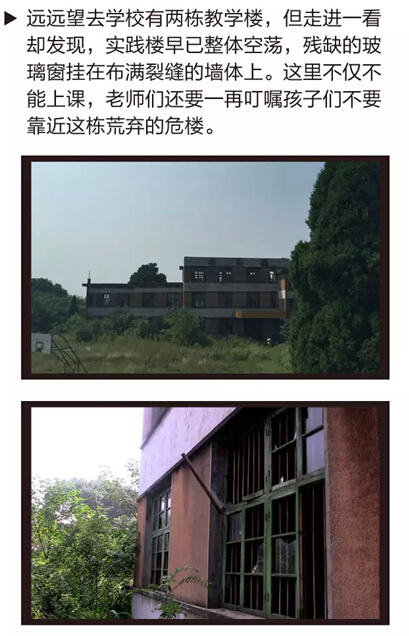 远远望去学校有两栋教学楼，但走进一看
却发现，实践楼早已整体空荡，残缺的玻
璃窗挂在布满裂缝的墙体上。这里不仅不
能上课，老师们还要一再叮嘱孩子们不要
靠近这栋荒弃的危楼。